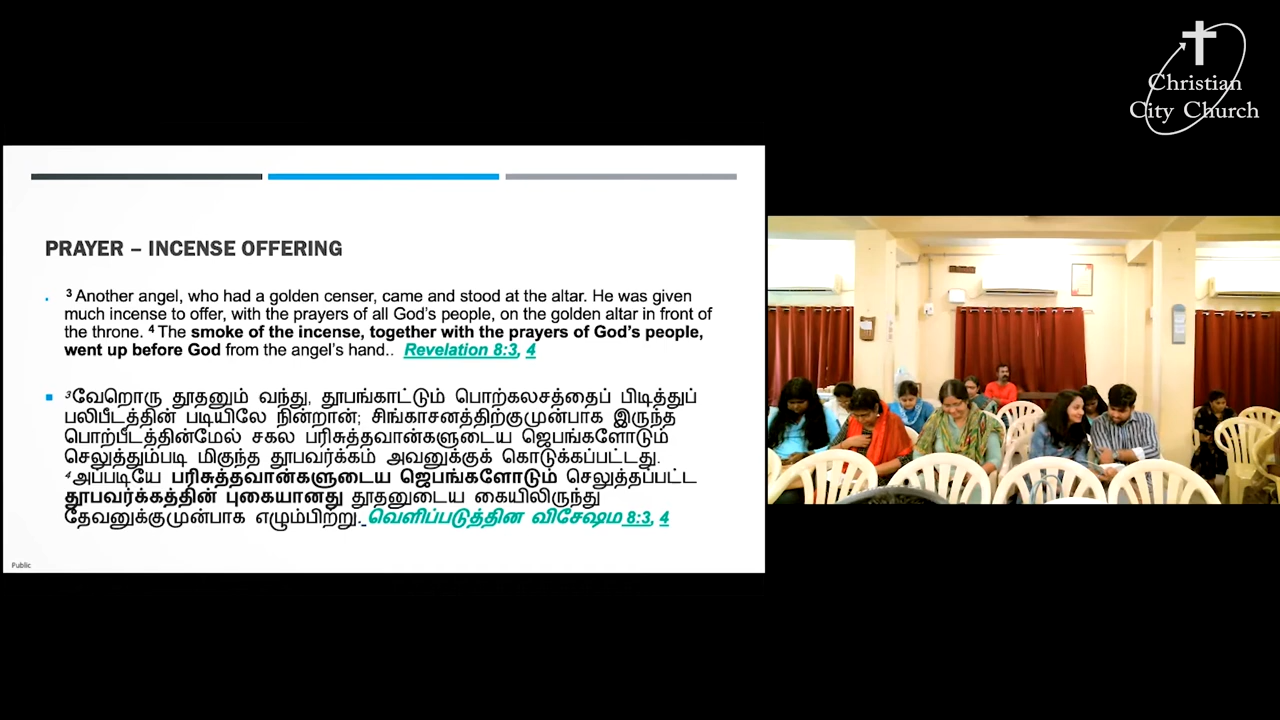 Christian
City Church
PRAYER – INCENSE OFFERING
³ Another angel, who had a golden censer, came and stood at the altar. He was given
much incense to offer, with the prayers of all God's people, on the golden altar in front of
the throne. ⁴ The smoke of the incense, together with the prayers of God's people,
went up before God from the angel's hand.. Revelation 8:3, 4
³வேறொரு தூதனும் வந்து, தூபங்காட்டும் பொற்கலசத்தைப் பிடித்துப்
பலிபீடத்தின் படியிலே நின்றான்; சிங்காசனத்திற்குமுன்பாக இருந்த
பொற்பீடத்தின்மேல் சகல பரிசுத்தவான்களுடைய ஜெபங்களோடும்
செலுத்தும்படி மிகுந்த தூபவர்க்கம் அவனுக்குக் கொடுக்கப்பட்டது.
⁴அப்படியே பரிசுத்தவான்களுடைய ஜெபங்களோடும் செலுத்தப்பட்ட
தூபவர்க்கத்தின் புகையானது தூதனுடைய கையிலிருந்து
தேவனுக்குமுன்பாக எழும்பிற்று. வெளிப்படுத்தின விசேஷம 8:3, 4
Public